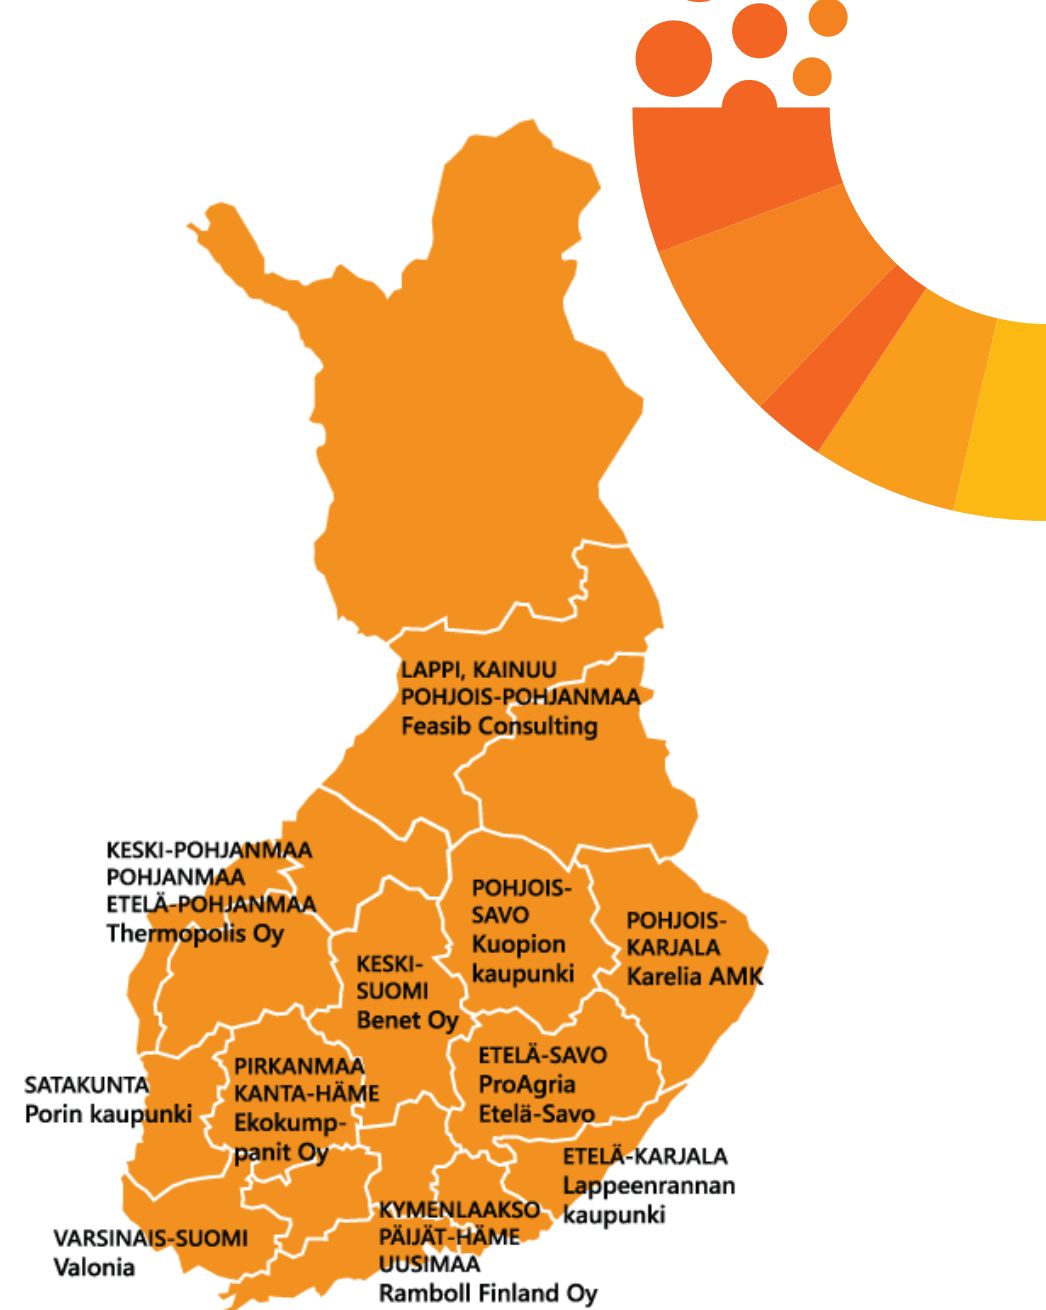 LAPPI, KAINUU
POHJOIS-POHJANMAA
Feasib Consulting
KESKI-POHJANMAA
POHJANMAA
ETELÄ-POHJANMAA
Thermopolis Oy
POHJOIS-
SAVO
Kuopion
kaupunki
POHJOIS-
KARJALA
Karelia AMK
KESKI-
SUOMI
Benet Oy
ETELÄ-SAVO
ProAgria
Etelä-Savo
PIRKANMAA
KANTA-HÄME
Ekokump-
panit Oy
SATAKUNTA
Porin kaupunki
ETELÄ-KARJALA
Lappeenrannan
kaupunki
KYMENLAAKSO
PÄIJÄT-HÄME
UUSIMAA
Ramboll Finland Oy
VARSINAIS-SUOMI
Valonia